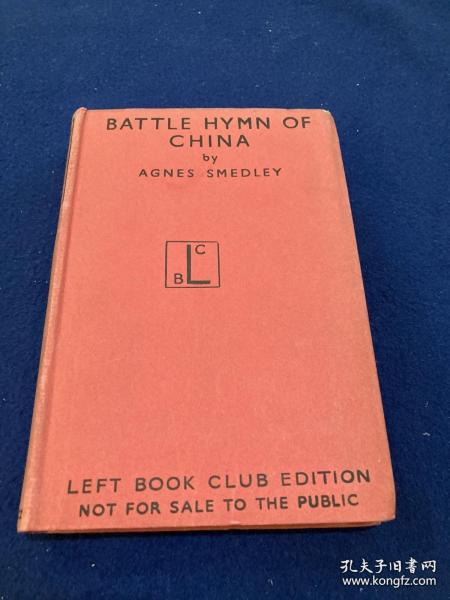 BATTLE HYMN OF
CHINA
by
AGNES SMEDLEY
C
L
B
LEFT BOOK CLUB EDITION
NOT FOR SALE TO THE PUBLIC
孔夫子旧书网
www.kongfz.com